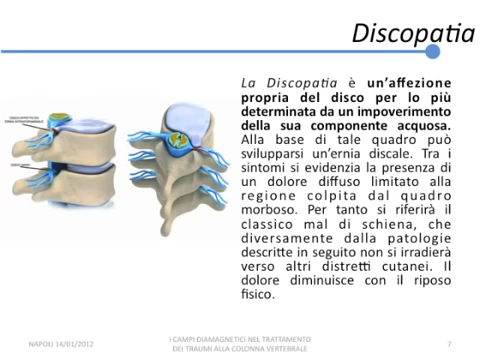 Discopatia
La Discopatia è un'affezione
propria del disco per lo più
determinata da un impoverimento
della sua componente acquosa.
Alla base di tale quadro può
svilupparsi un'ernia discale. Tra i
sintomi si evidenzia la presenza di
un dolore diffuso limitato alla
regione colpita dal quadro
morboso. Per tanto si riferirà il
classico mal di schiena, che
diversamente dalla patologie
descritte in seguito non si irradierà
verso altri distretti cutanei. Il
dolore diminuisce con il riposo
fisico.
NAPOLI 14/01/2012
I CAMPI DIAMAGNETICI NEL TRATTAMENTO
DEI TRAUMI ALLA COLONNA VERTEBRALE
7